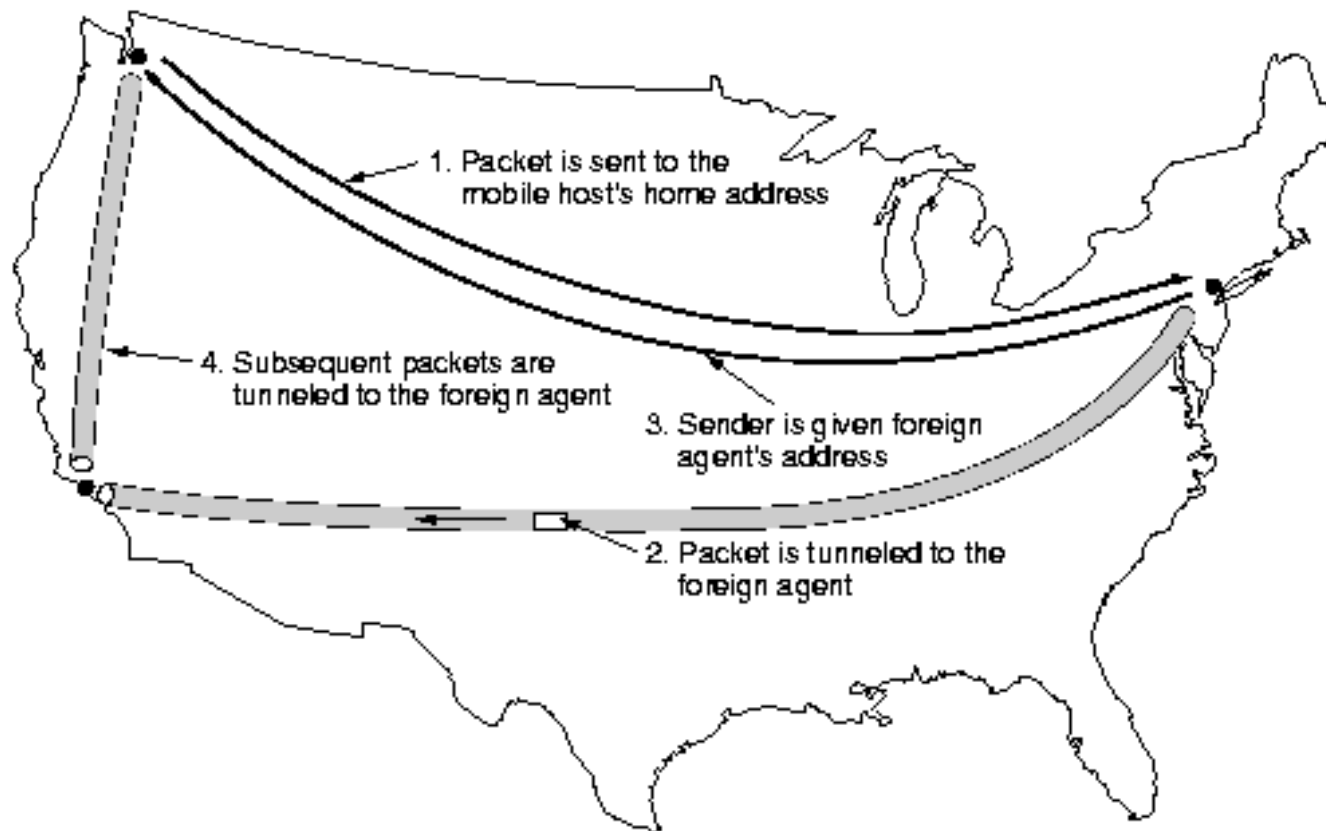 1. Packet is sent to the
mobile host's home address
4. Subsequent packets are
tunneled to the foreign agent
3. Sender is given foreign
agent's address
2. Packet is tunneled to the
foreign agent